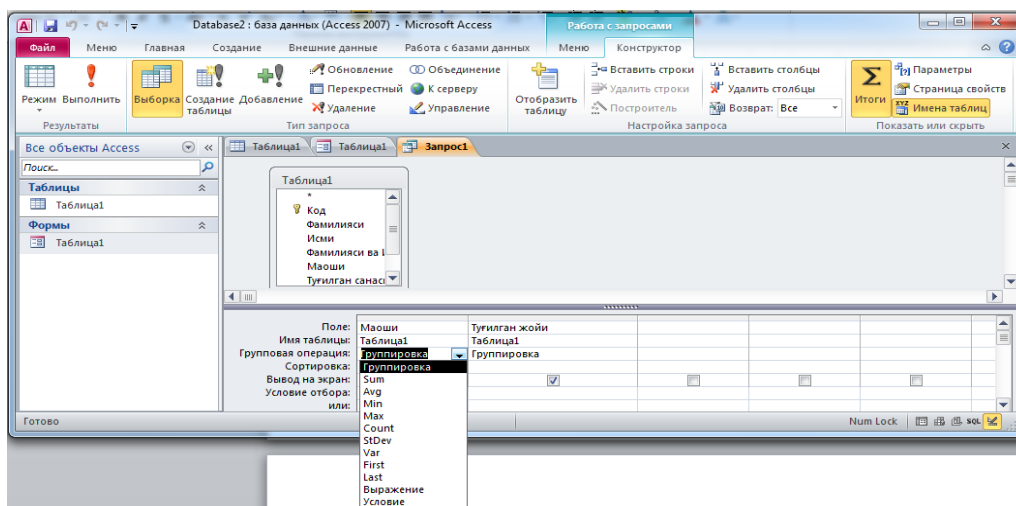 Database2 : база данных (Access 2007) - Microsoft Access
Работа с запросами
Файл Меню Главная Создание Внешние данные Работа с базами данных Меню Конструктор
Режим Выполнить Выборка Создание таблицы Добавление
Обновление Объединение
Перекрестный К серверу
Удаление Управление
Отобразить таблицу
Вставить строки Вставить столбцы
Удалить строки Удалить столбцы
Построитель Возврат: Все
Итоги
Параметры
Страница свойств
Имена таблиц
Результаты Тип запроса Настройка запроса Показать или скрыть
Все объекты Access
Таблица1 Таблица1 Запрос1
Поиск...
Таблицы
Таблица1
Формы
Таблица1
Таблица1
*
Код
Фамилияси
Исми
Фамилияси ва
Маоши
Туғилган санаси
Поле: Маоши Туғилган жойи
Имя таблицы: Таблица1 Таблица1
Групповая операция: Группировка Группировка
Сортировка:
Вывод на экран:
Условие отбора:
или:
Группировка
Sum
Avg
Min
Max
Count
StDev
Var
First
Last
Выражение
Условие
Готово Num Lock SQL